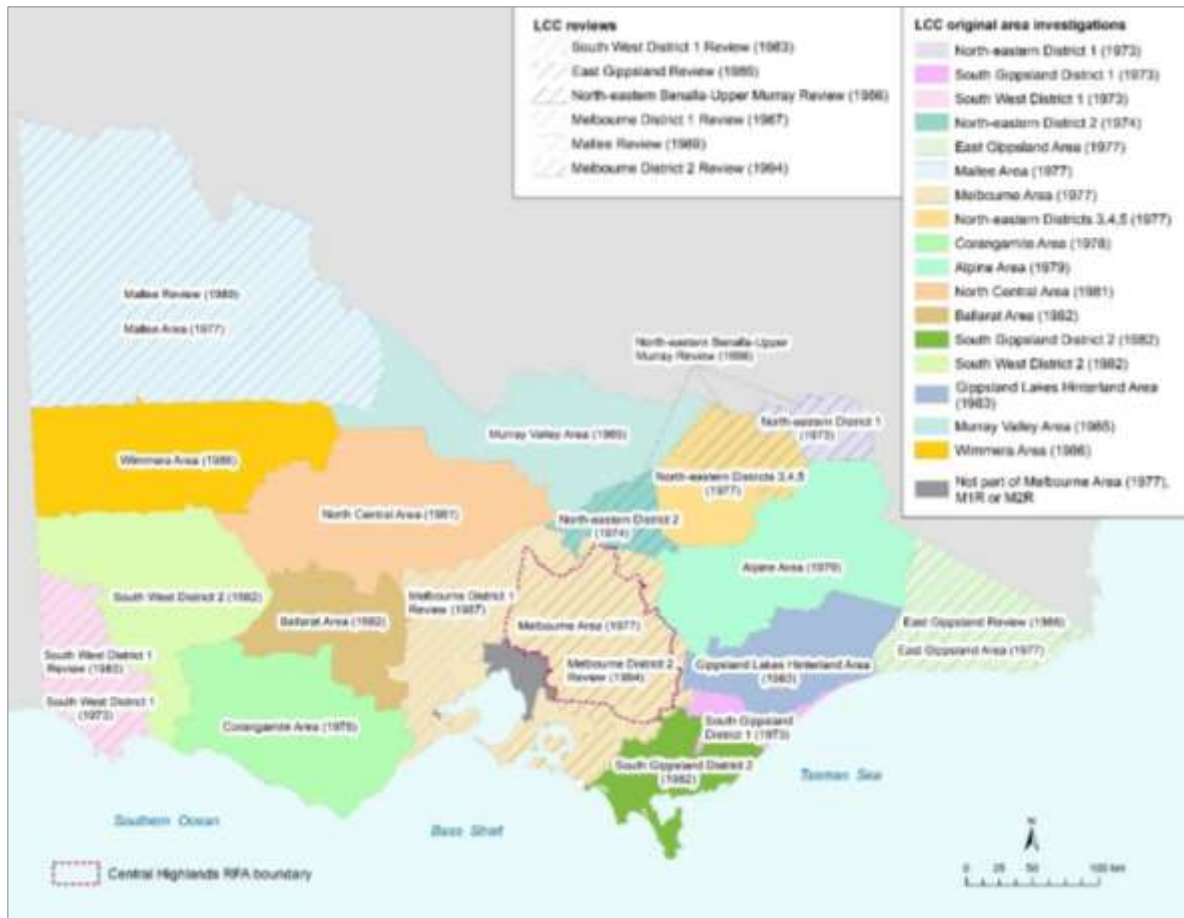 LCC reviews
South West District 1 Review (1983)
East Gippsland Review (1986)
North-eastern Benalla-Upper Murray Review (1986)
Melbourne District 1 Review (1987)
Mallee Review (1989)
Melbourne District 2 Review (1994)
LCC original area investigations
North-eastern District 1 (1973)
South Gippsland District 1 (1973)
South West District 1 (1973)
North-eastern District 2 (1974)
East Gippsland Area (1977)
Mallee Area (1977)
Melbourne Area (1977)
North-eastern Districts 3,4,5 (1977)
Corangamite Area (1978)
Alpine Area (1979)
North Central Area (1981)
Ballarat Area (1982)
South Gippsland District 2 (1982)
South West District 2 (1982)
Gippsland Lakes Hinterland Area
(1983)
Murray Valley Area (1985)
Wimmera Area (1986)
Not part of Melbourne Area (1977),
M1R or M2R
Mallee Review (1989)
Mallee Area (1977)
North-eastern Benalla-Upper
Murray Review (1986)
Murray Valley Area (1985)
North-eastern District 1
(1973)
Wimmera Area (1986)
North-eastern Districts 3,4,5
(1977)
North Central Area (1981)
North-eastern District 2
(1974)
Alpine Area (1979)
South West District 2 (1982)
Melbourne District 1
Review (1987)
Ballarat Area (1982)
Melbourne Area (1977)
East Gippsland Review (1986)
East Gippsland Area (1977)
South West District 1
Review (1983)
South West District 1
(1973)
Melbourne District 2
Review (1994)
Gippsland Lakes Hinterland Area
(1983)
Corangamite Area (1978)
South Gippsland
District 1 (1973)
South Gippsland District 2
(1982)
Tasman Sea
Southern Ocean
Bass Strait
Central Highlands RFA boundary
N
0 25 50 100 km